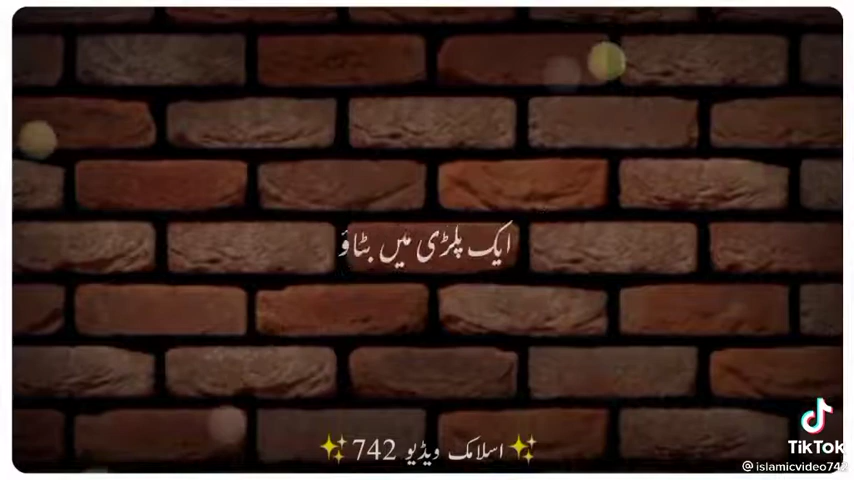 ایک پلڑی میں بٹاؤ
✨اسلامک ویڈیو 742✨
TikTok
@islamicvideo742